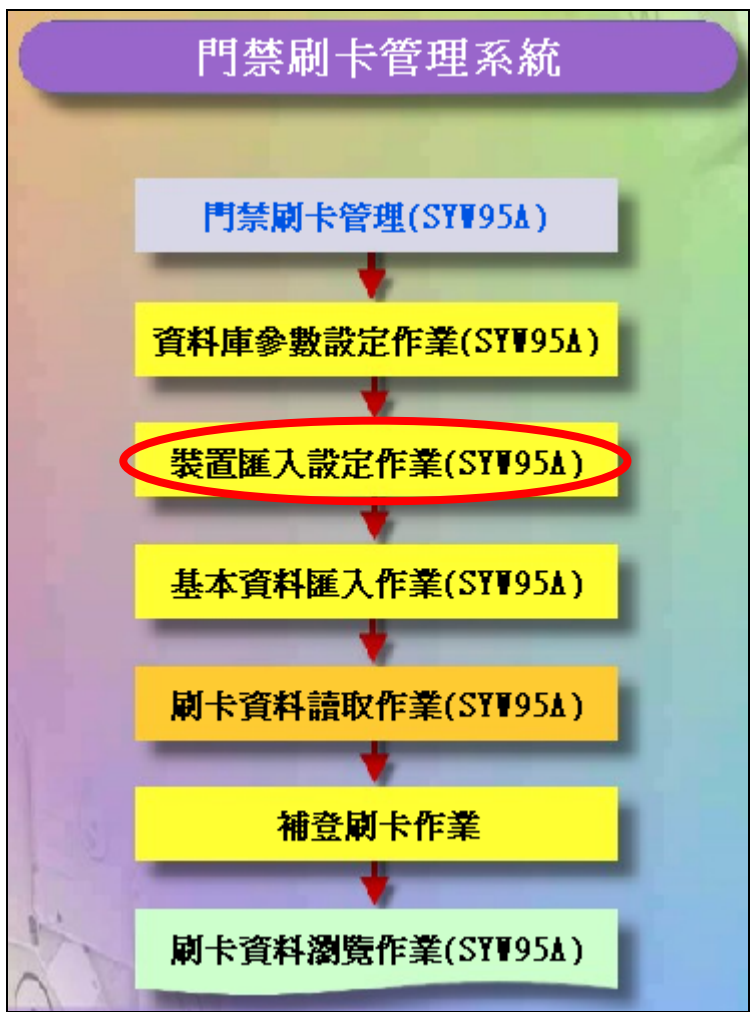 門禁刷卡管理系統
門禁刷卡管理(SYW95A)
資料庫參數設定作業(SYW95A)
裝置匯入設定作業(SYW95A)
基本資料匯入作業(SYW95A)
刷卡資料讀取作業(SYW95A)
補登刷卡作業
刷卡資料瀏覽作業(SYW95A)